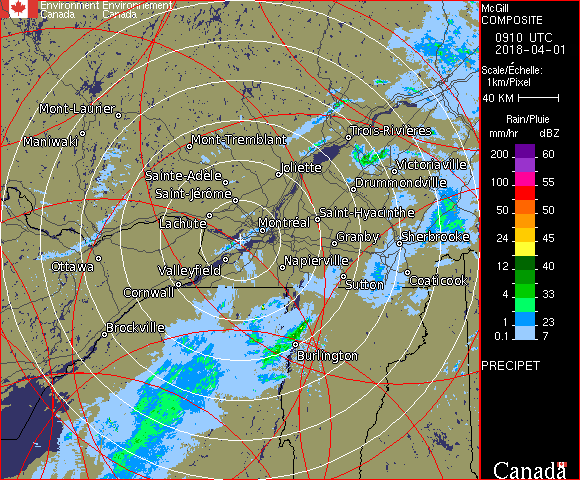 Environment Environnement
Canada Canada
McGill
COMPOSITE
0910 UTC
2018-04-01
Scale/Échelle:
1km/Pixel
40 KM
Rain/Pluie
mm/hr dBZ
200 60
100 55
50 50
24 45
12 40
4 33
1 23
0.1 7
PRECIPET
Canada
Mont-Laurier
Maniwaki
Mont-Tremblant
Trois-Rivières
Victoriaville
Joliette
Sainte-Adèle
Drummondville
Saint-Jérôme
Lachute
Montréal
Saint-Hyacinthe
Granby
Sherbrooke
Ottawa
Valleyfield
Napierville
Sutton
Coaticook
Cornwall
Brockville
Burlington